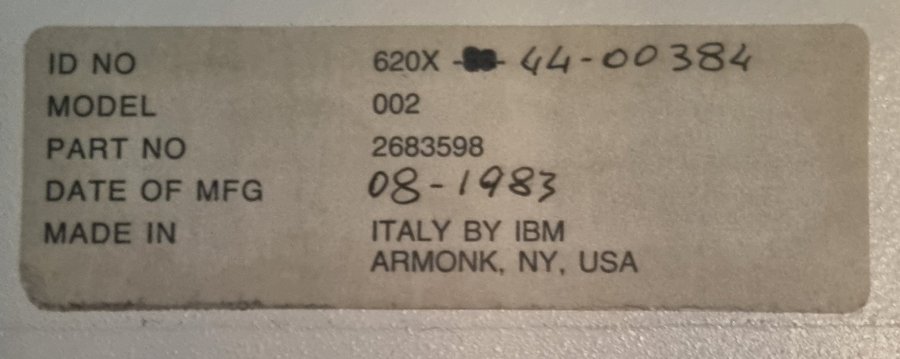 ID NO 620X - - 44-00384
MODEL 002
PART NO 2683598
DATE OF MFG 08-1983
MADE IN ITALY BY IBM
ARMONK, NY, USA